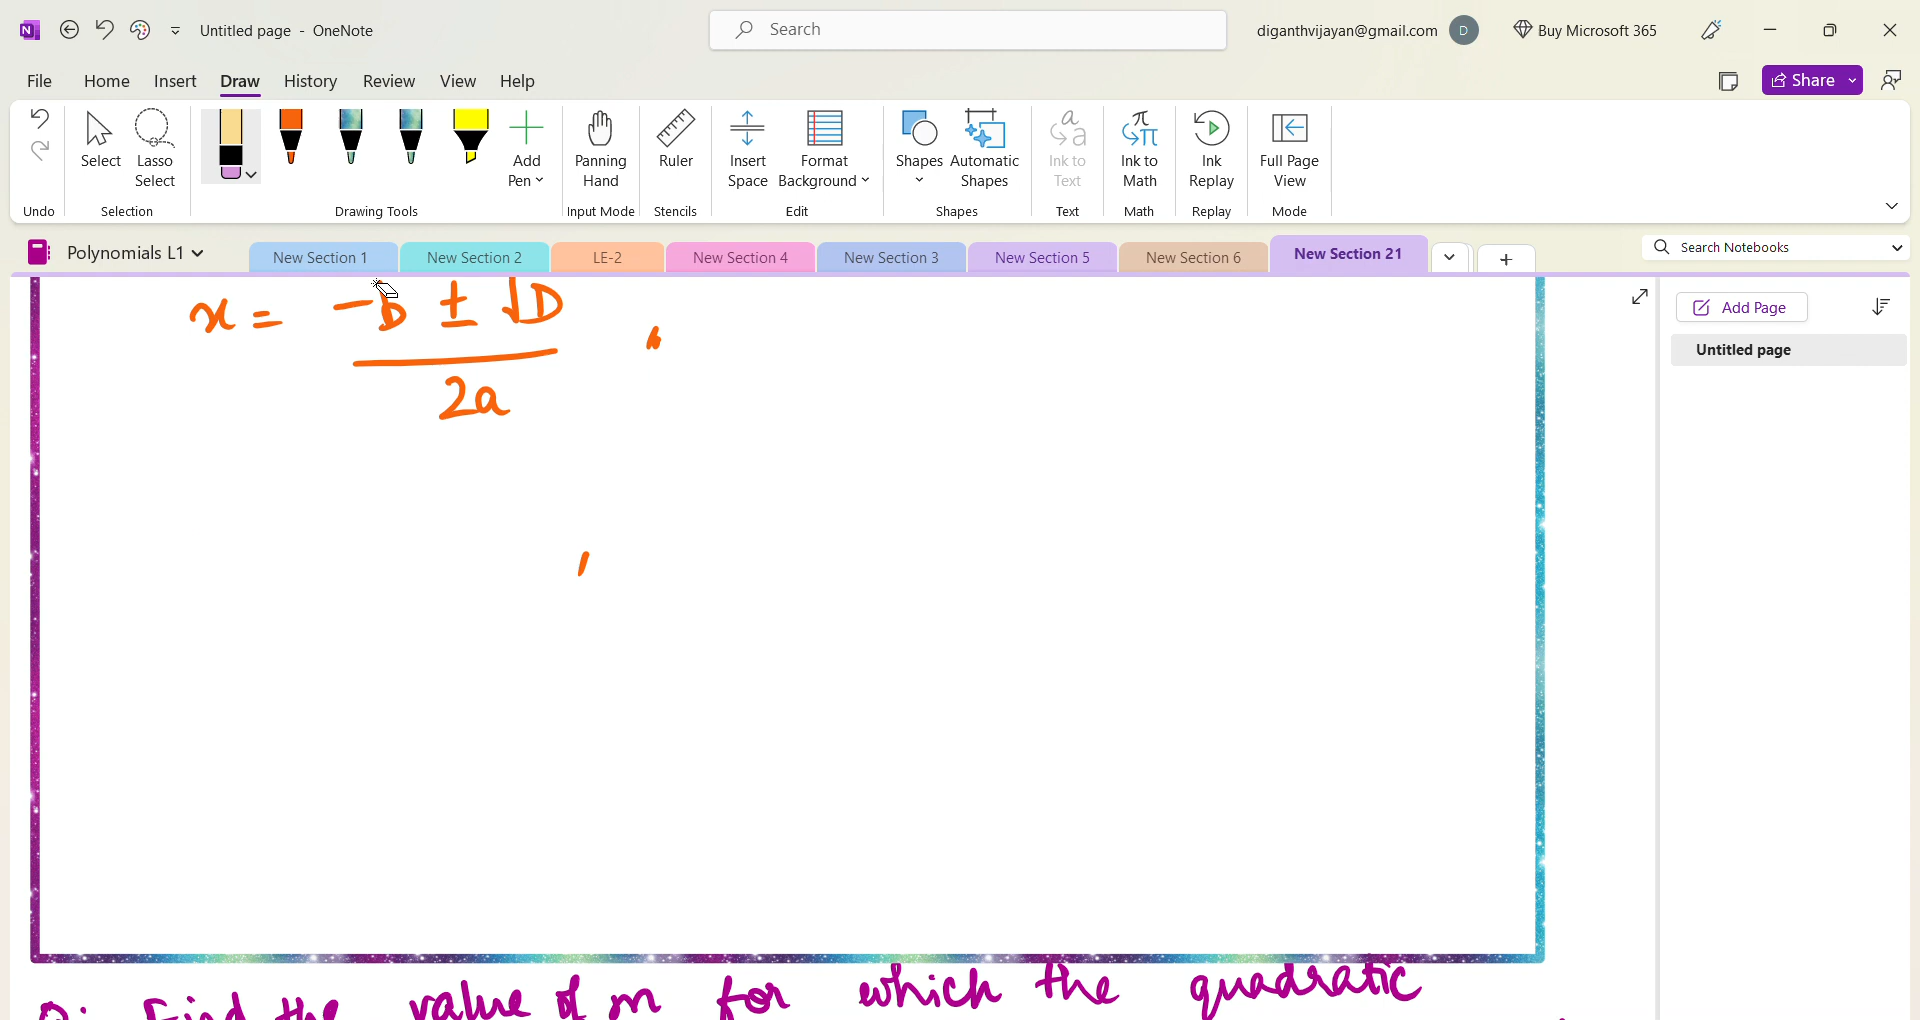 Untitled page - OneNote
Search
diganthvijayan@gmail.com
D
Buy Microsoft 365
File Home Insert Draw History Review View Help
Share
Select
Lasso Select
Add Pen
Panning Hand
Ruler
Insert Space
Format Background
Shapes
Automatic Shapes
Ink to Text
Ink to Math
Ink Replay
Full Page View
Undo Selection Drawing Tools Input Mode Stencils Edit Shapes Text Math Replay Mode
Polynomials L1
New Section 1 New Section 2 LE-2 New Section 4 New Section 3 New Section 5 New Section 6 New Section 21
Search Notebooks
Add Page
Untitled page
x = -b ± √D
2a
Q: Find the value of m for which the quadratic